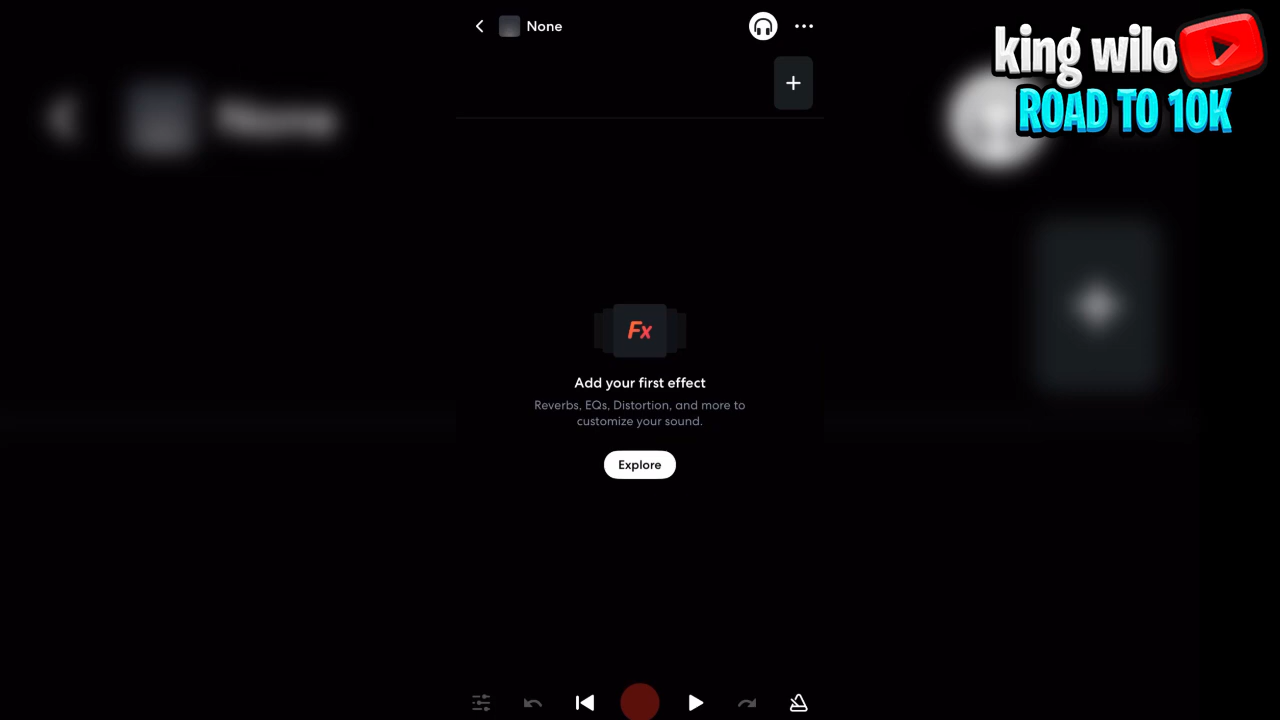 None
king wilo
ROAD TO 10K
None
Fx
Add your first effect
Reverbs, EQs, Distortion, and more to
customize your sound.
Explore